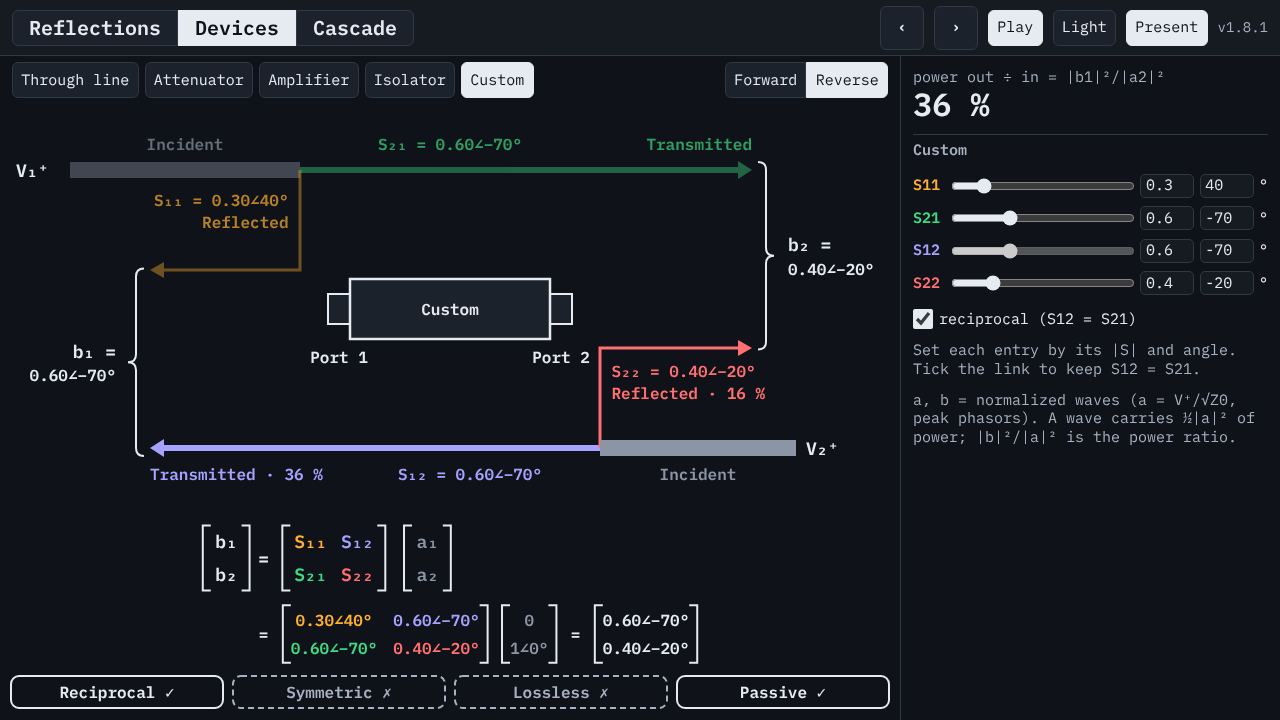 Reflections Devices Cascade ‹ › Play Light Present v1.8.1
Through line Attenuator Amplifier Isolator Custom Forward Reverse
power out ÷ in = |b1|²/|a2|²
36 %
Custom
S11 0.3 40 °
S21 0.6 -70 °
S12 0.6 -70 °
S22 0.4 -20 °
reciprocal (S12 = S21)
Set each entry by its |S| and angle.
Tick the link to keep S12 = S21.
a, b = normalized waves (a = V⁺/√Z0,
peak phasors). A wave carries ½|a|² of
power; |b|²/|a|² is the power ratio.
Incident S₂₁ = 0.60∠−70° Transmitted
V₁⁺
S₁₁ = 0.30∠40°
Reflected
b₂ =
0.40∠−20°
Custom
Port 1 Port 2
b₁ =
0.60∠−70°
S₂₂ = 0.40∠−20°
Reflected · 16 %
V₂⁺
Transmitted · 36 % S₁₂ = 0.60∠−70° Incident
b₁ = S₁₁ S₁₂ a₁
b₂ S₂₁ S₂₂ a₂
= 0.30∠40° 0.60∠−70° 0 = 0.60∠−70°
0.60∠−70° 0.40∠−20° 1∠0° 0.40∠−20°
Reciprocal ✓ Symmetric ✗ Lossless ✗ Passive ✓